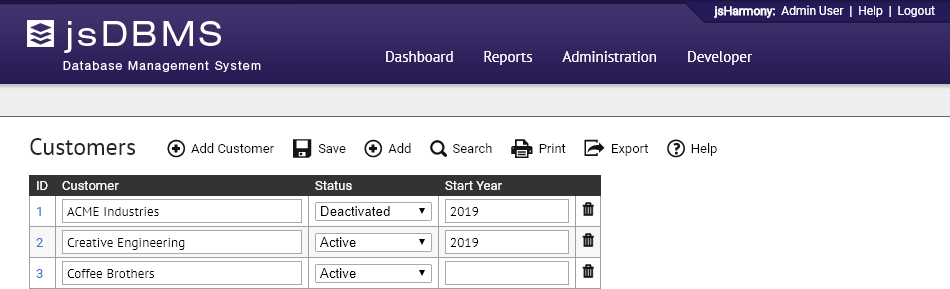 jsHarmony: Admin User | Help | Logout
jsDBMS
Database Management System
Dashboard Reports Administration Developer
Customers Add Customer Save Add Search Print Export Help
ID Customer Status Start Year
1 ACME Industries Deactivated 2019
2 Creative Engineering Active 2019
3 Coffee Brothers Active